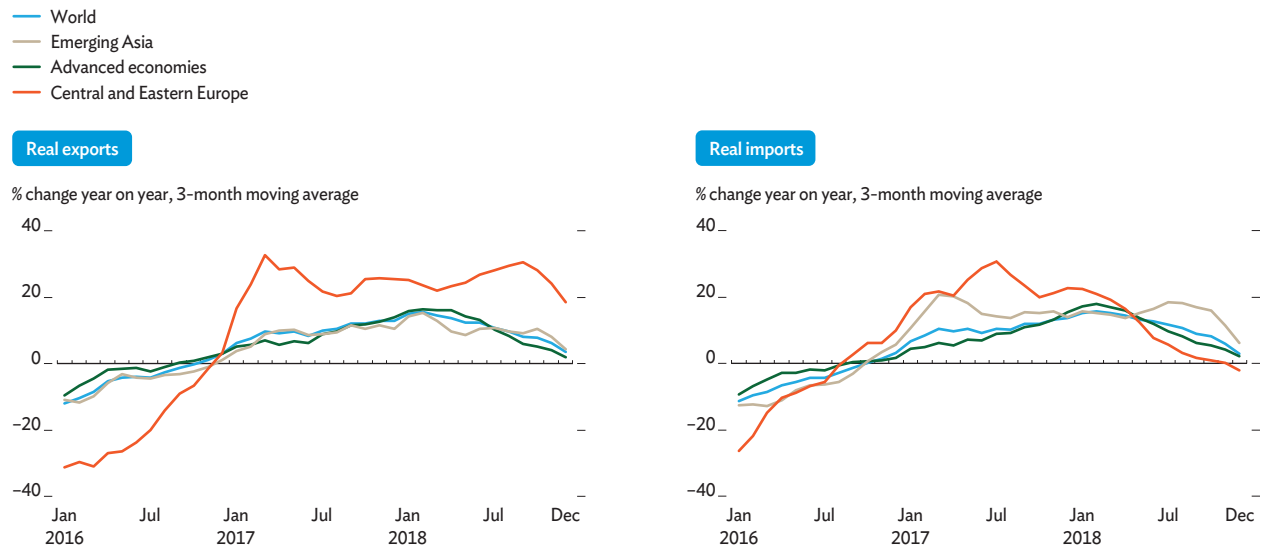 World
Emerging Asia
Advanced economies
Central and Eastern Europe
Real exports
% change year on year, 3-month moving average
40
20
0
–20
–40
Jan Jul Jan Jul Jan Jul Dec
2016 2017 2018
Real imports
% change year on year, 3-month moving average
40
20
0
–20
–40
Jan Jul Jan Jul Jan Jul Dec
2016 2017 2018